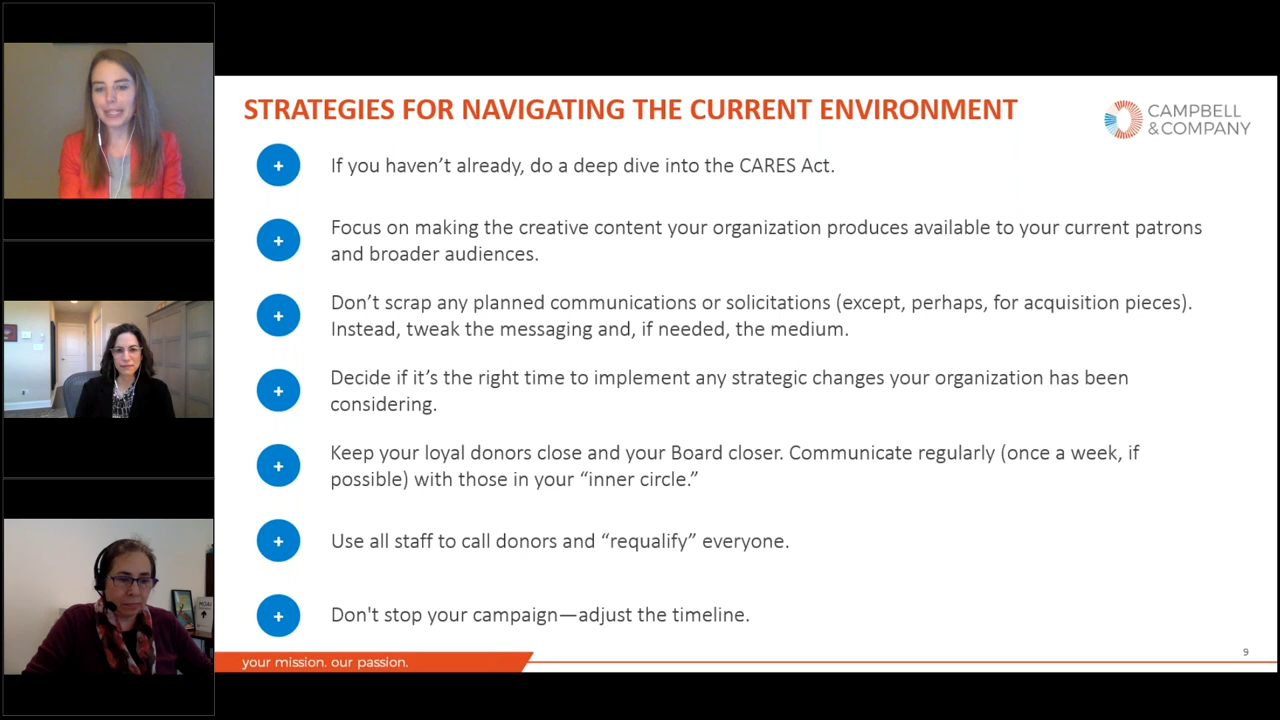 STRATEGIES FOR NAVIGATING THE CURRENT ENVIRONMENT
CAMPBELL
& COMPANY
+ If you haven’t already, do a deep dive into the CARES Act.
+ Focus on making the creative content your organization produces available to your current patrons
and broader audiences.
+ Don’t scrap any planned communications or solicitations (except, perhaps, for acquisition pieces).
Instead, tweak the messaging and, if needed, the medium.
+ Decide if it’s the right time to implement any strategic changes your organization has been
considering.
+ Keep your loyal donors close and your Board closer. Communicate regularly (once a week, if
possible) with those in your “inner circle.”
+ Use all staff to call donors and “requalify” everyone.
+ Don't stop your campaign—adjust the timeline.
your mission. our passion.
9